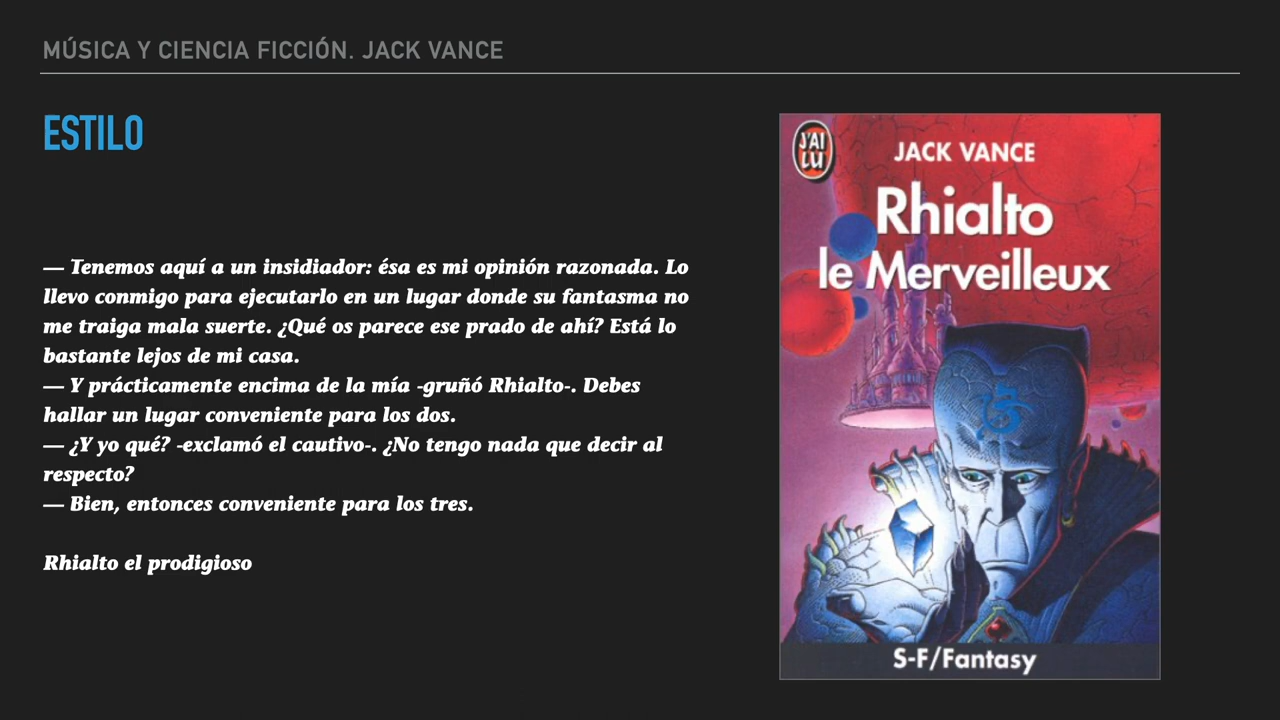 MÚSICA Y CIENCIA FICCIÓN. JACK VANCE
ESTILO
— Tenemos aquí a un insidiador: ésa es mi opinión razonada. Lo
llevo conmigo para ejecutarlo en un lugar donde su fantasma no
me traiga mala suerte. ¿Qué os parece ese prado de ahí? Está lo
bastante lejos de mi casa.
— Y prácticamente encima de la mía -gruñó Rhialto-. Debes
hallar un lugar conveniente para los dos.
— ¿Y yo qué? -exclamó el cautivo-. ¿No tengo nada que decir al
respecto?
— Bien, entonces conveniente para los tres.
Rhialto el prodigioso
J'AI
LU
JACK VANCE
Rhialto
le Merveilleux
S-F/Fantasy